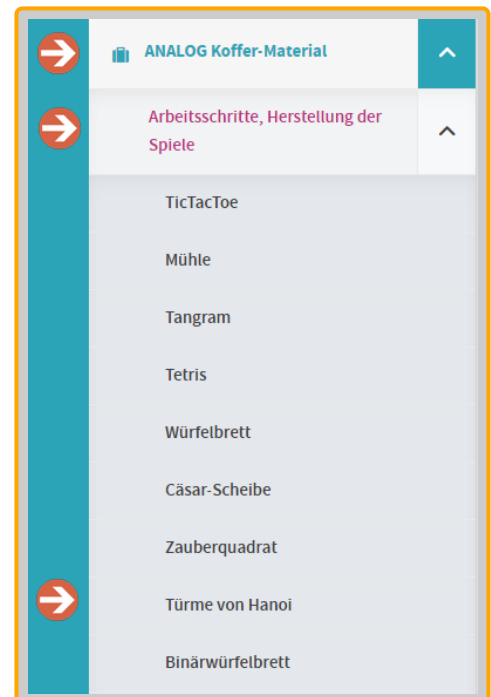 ANALOG Koffer-Material
Arbeitsschritte, Herstellung der
Spiele
TicTacToe
Mühle
Tangram
Tetris
Würfelbrett
Cäsar-Scheibe
Zauberquadrat
Türme von Hanoi
Binärwürfelbrett